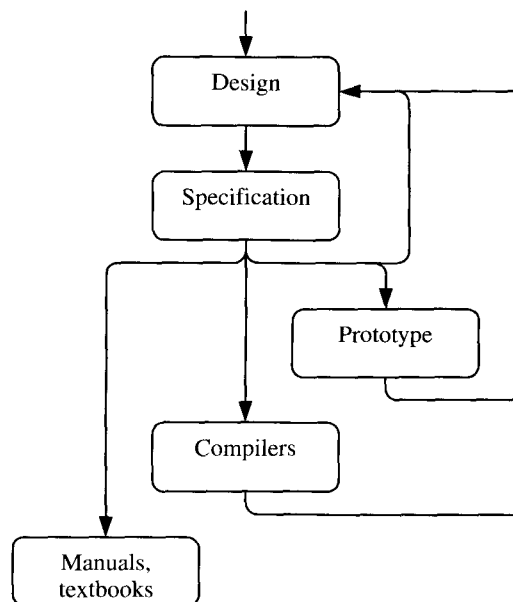 Design
Specification
Prototype
Compilers
Manuals,
textbooks